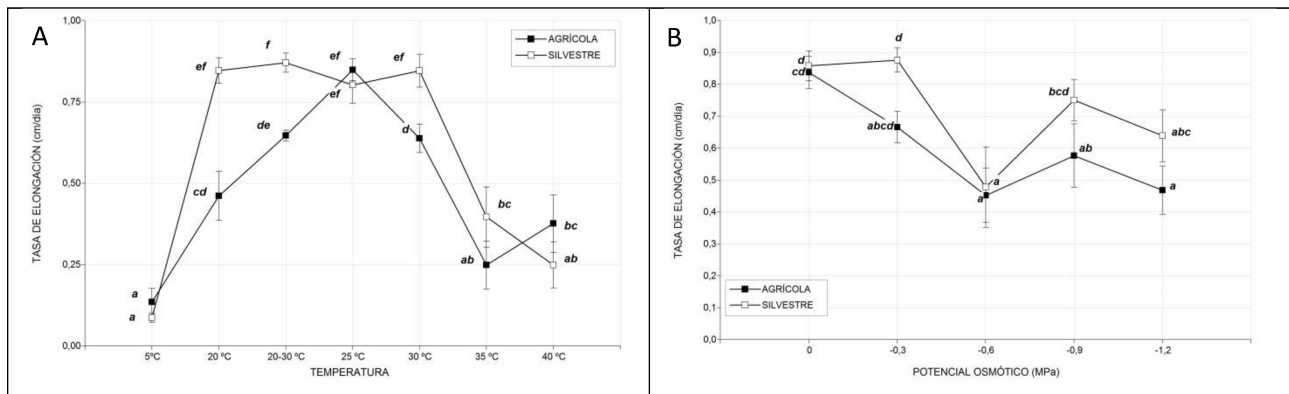 A
AGRÍCOLA
SILVESTRE
TASA DE ELONGACIÓN (cm/día)
1,00
0,75
0,50
0,25
0,00
a
a
ef
cd
f
de
ef
ef
ef
d
bc
ab
bc
ab
5ºC
20 ºC
20-30 ºC
25 ºC
30 ºC
35 ºC
40 ºC
TEMPERATURA
B
TASA DE ELONGACIÓN (cm/día)
1,0
0,9
0,8
0,7
0,6
0,5
0,4
0,3
0,2
0,1
0,0
d
cd
d
abcd
a
a
bcd
ab
abc
a
AGRÍCOLA
SILVESTRE
0
-0,3
-0,6
-0,9
-1,2
POTENCIAL OSMÓTICO (MPa)